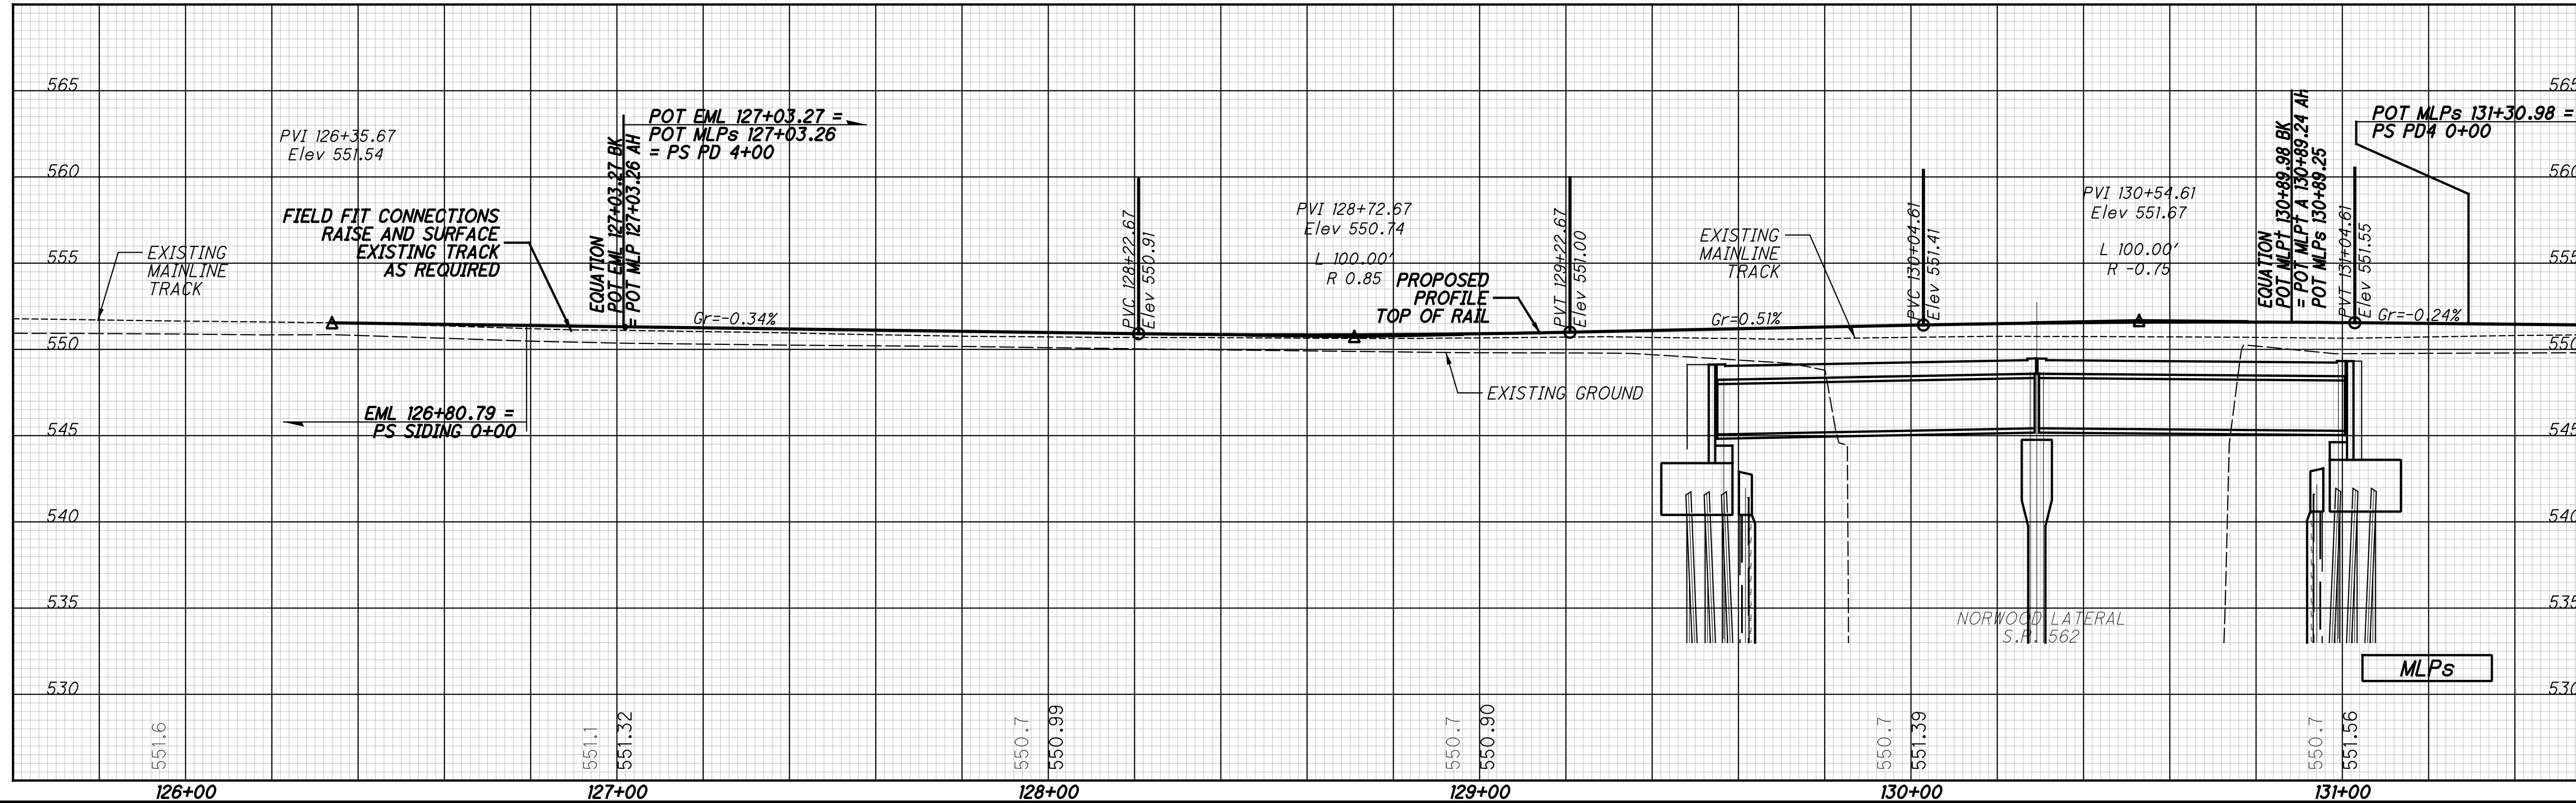 565
560
555
550
545
540
535
530
565
560
555
550
545
540
535
530
PVI 126+35.67
Elev 551.54
FIELD FIT CONNECTIONS
RAISE AND SURFACE
EXISTING TRACK
AS REQUIRED
EXISTING
MAINLINE
TRACK
EML 126+80.79 =
PS SIDING 0+00
EQUATION
POT EML 127+03.27 BK
= POT MLP 127+03.26 AH
POT EML 127+03.27 =
POT MLPs 127+03.26
= PS PD 4+00
Gr=-0.34%
PVC 128+22.67
Elev 550.91
PVI 128+72.67
Elev 550.74
L 100.00'
R 0.85
PROPOSED
PROFILE
TOP OF RAIL
EXISTING GROUND
PVT 129+22.67
Elev 551.00
EXISTING
MAINLINE
TRACK
Gr=0.51%
PVC 130+04.61
Elev 551.41
PVI 130+54.61
Elev 551.67
L 100.00'
R -0.75
EQUATION
POT MLP† 130+89.98 BK
= POT MLP† A 130+89.24 AH
POT MLPs 130+89.25
PVT 131+04.61
Elev 551.55
POT MLPs 131+30.98 =
PS PD4 0+00
Gr=-0.24%
NORWOOD LATERAL
S.R. 562
MLPs
551.6
551.1
551.32
550.7
550.99
550.7
550.90
550.7
551.39
550.7
551.56
126+00
127+00
128+00
129+00
130+00
131+00